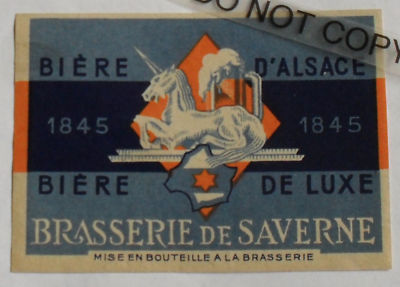 DO NOT COPY
BIÈRE D'ALSACE
1845 1845
BIÈRE DE LUXE
BRASSERIE DE SAVERNE
MISE EN BOUTEILLE A LA BRASSERIE